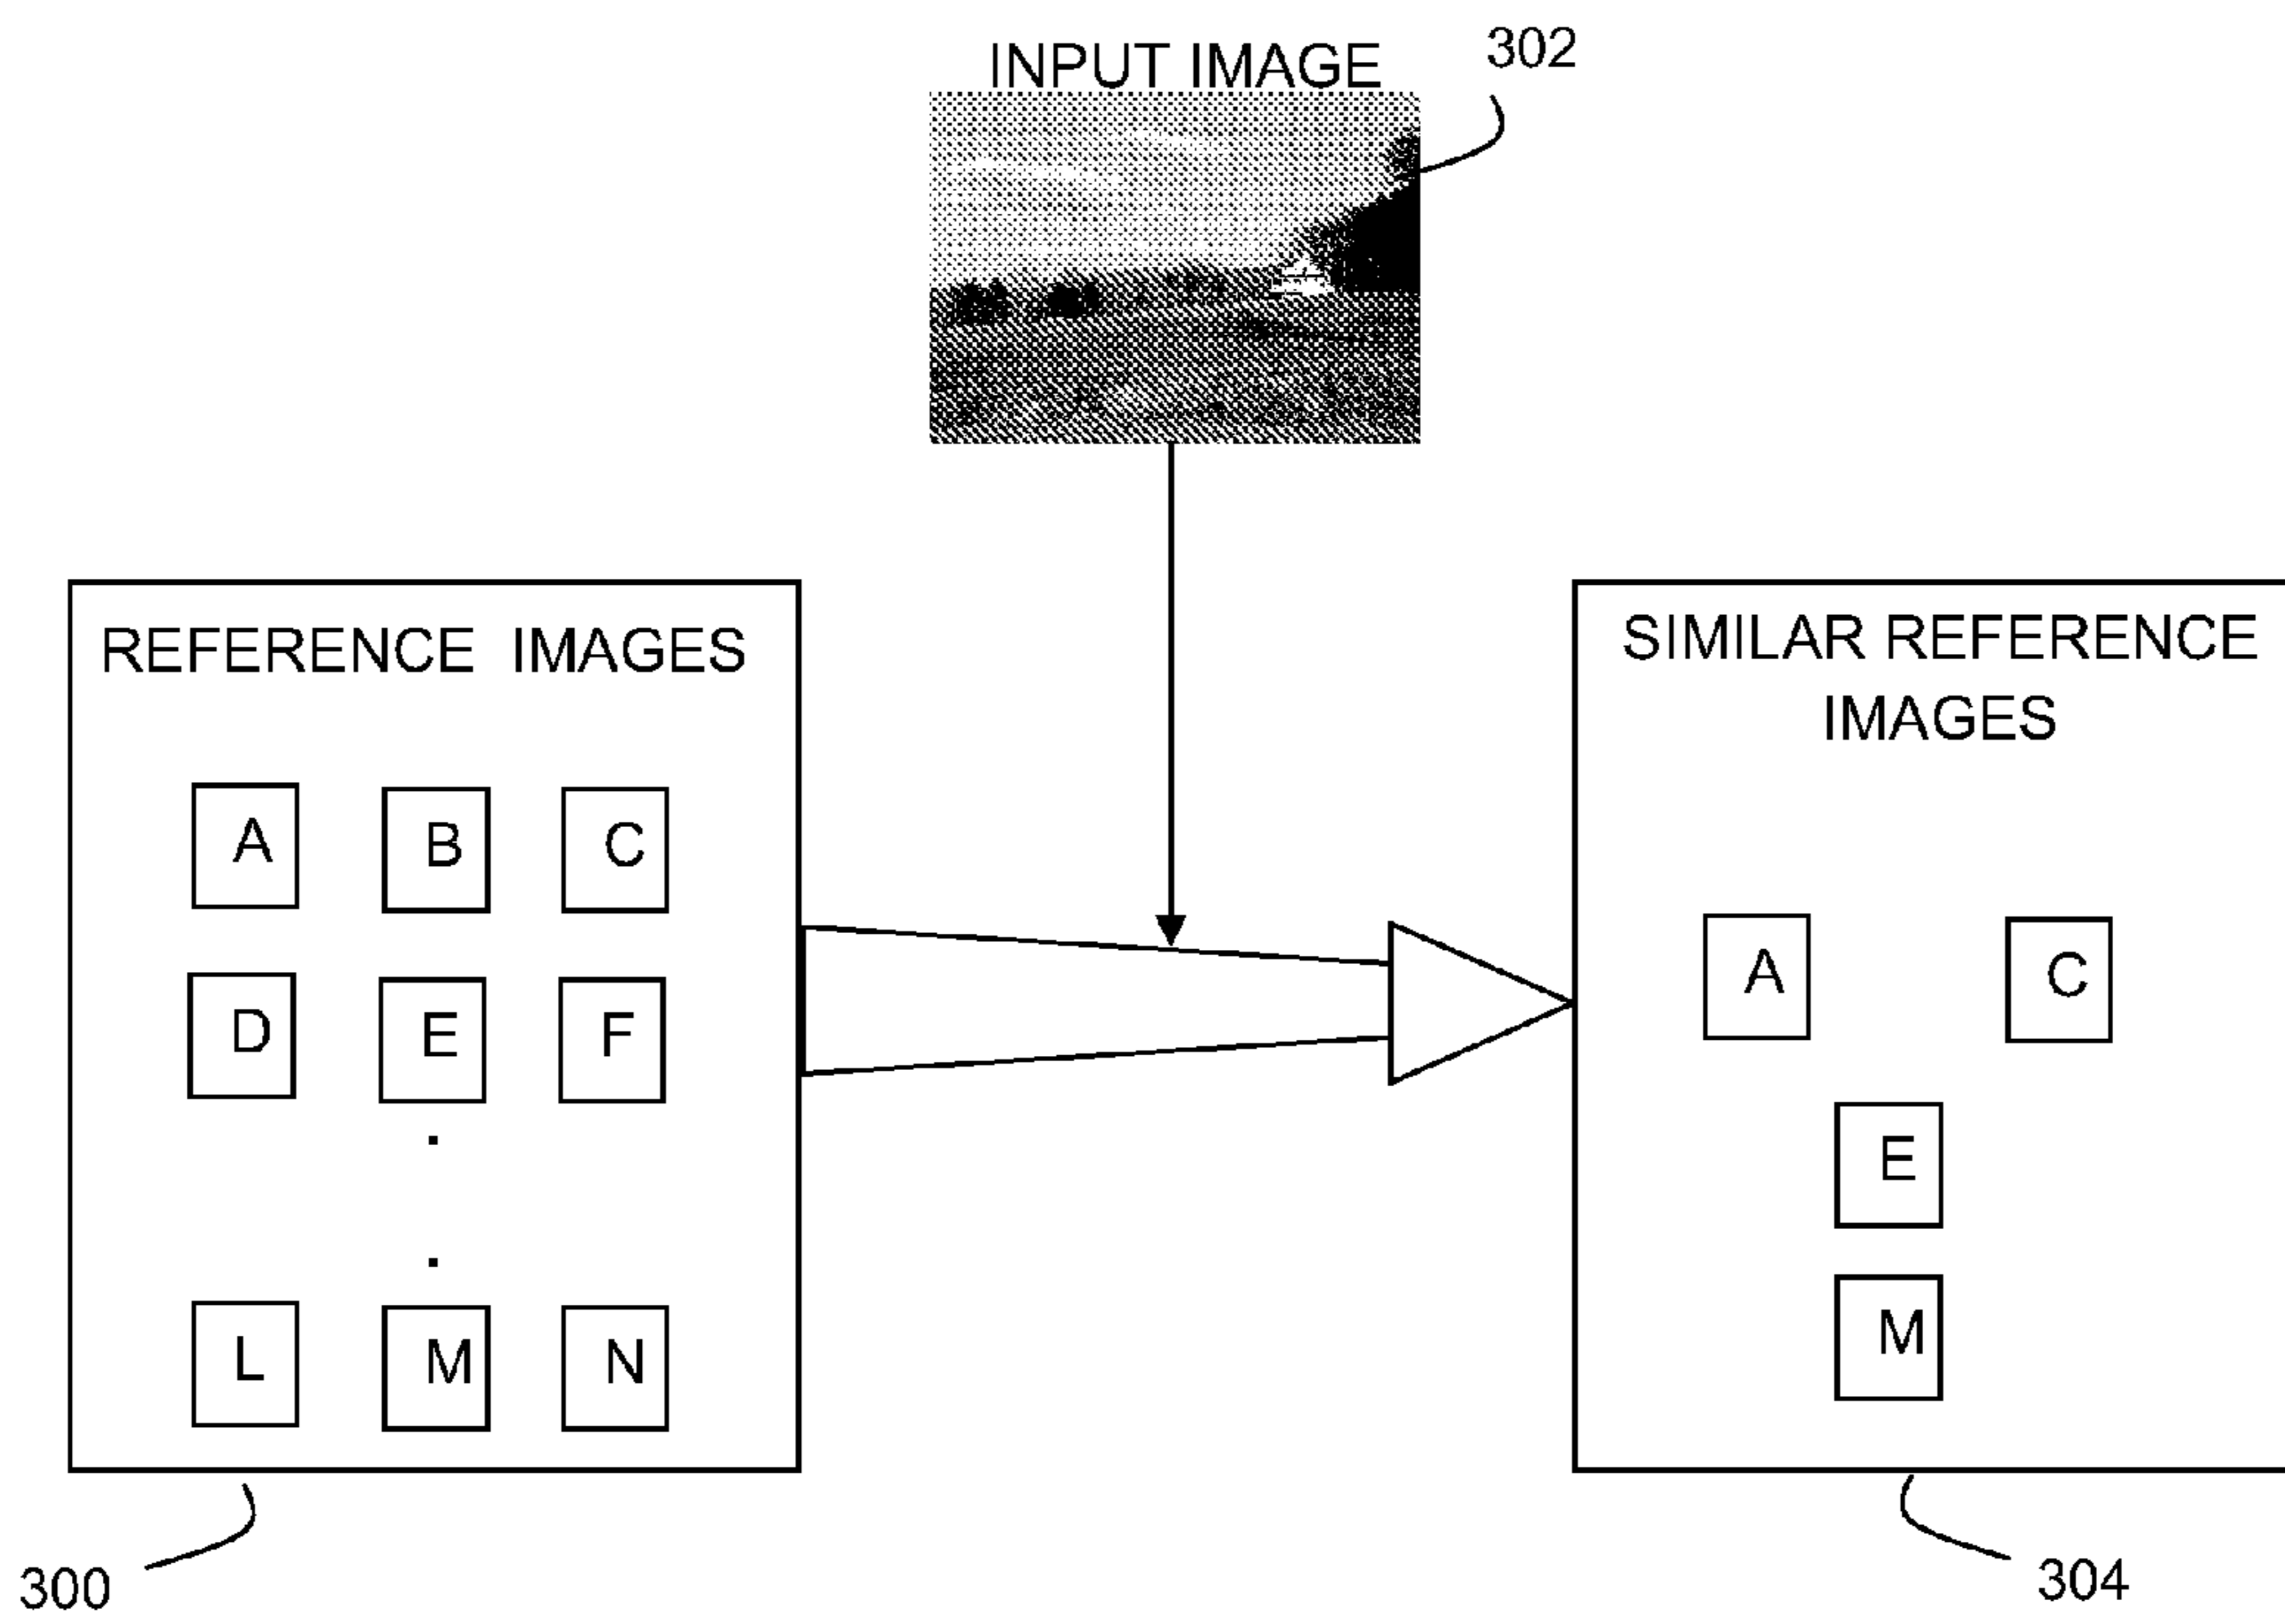 INPUT IMAGE
302
REFERENCE IMAGES
A B C
D E F
.
.
L M N
300
SIMILAR REFERENCE
IMAGES
A C
E
M
304